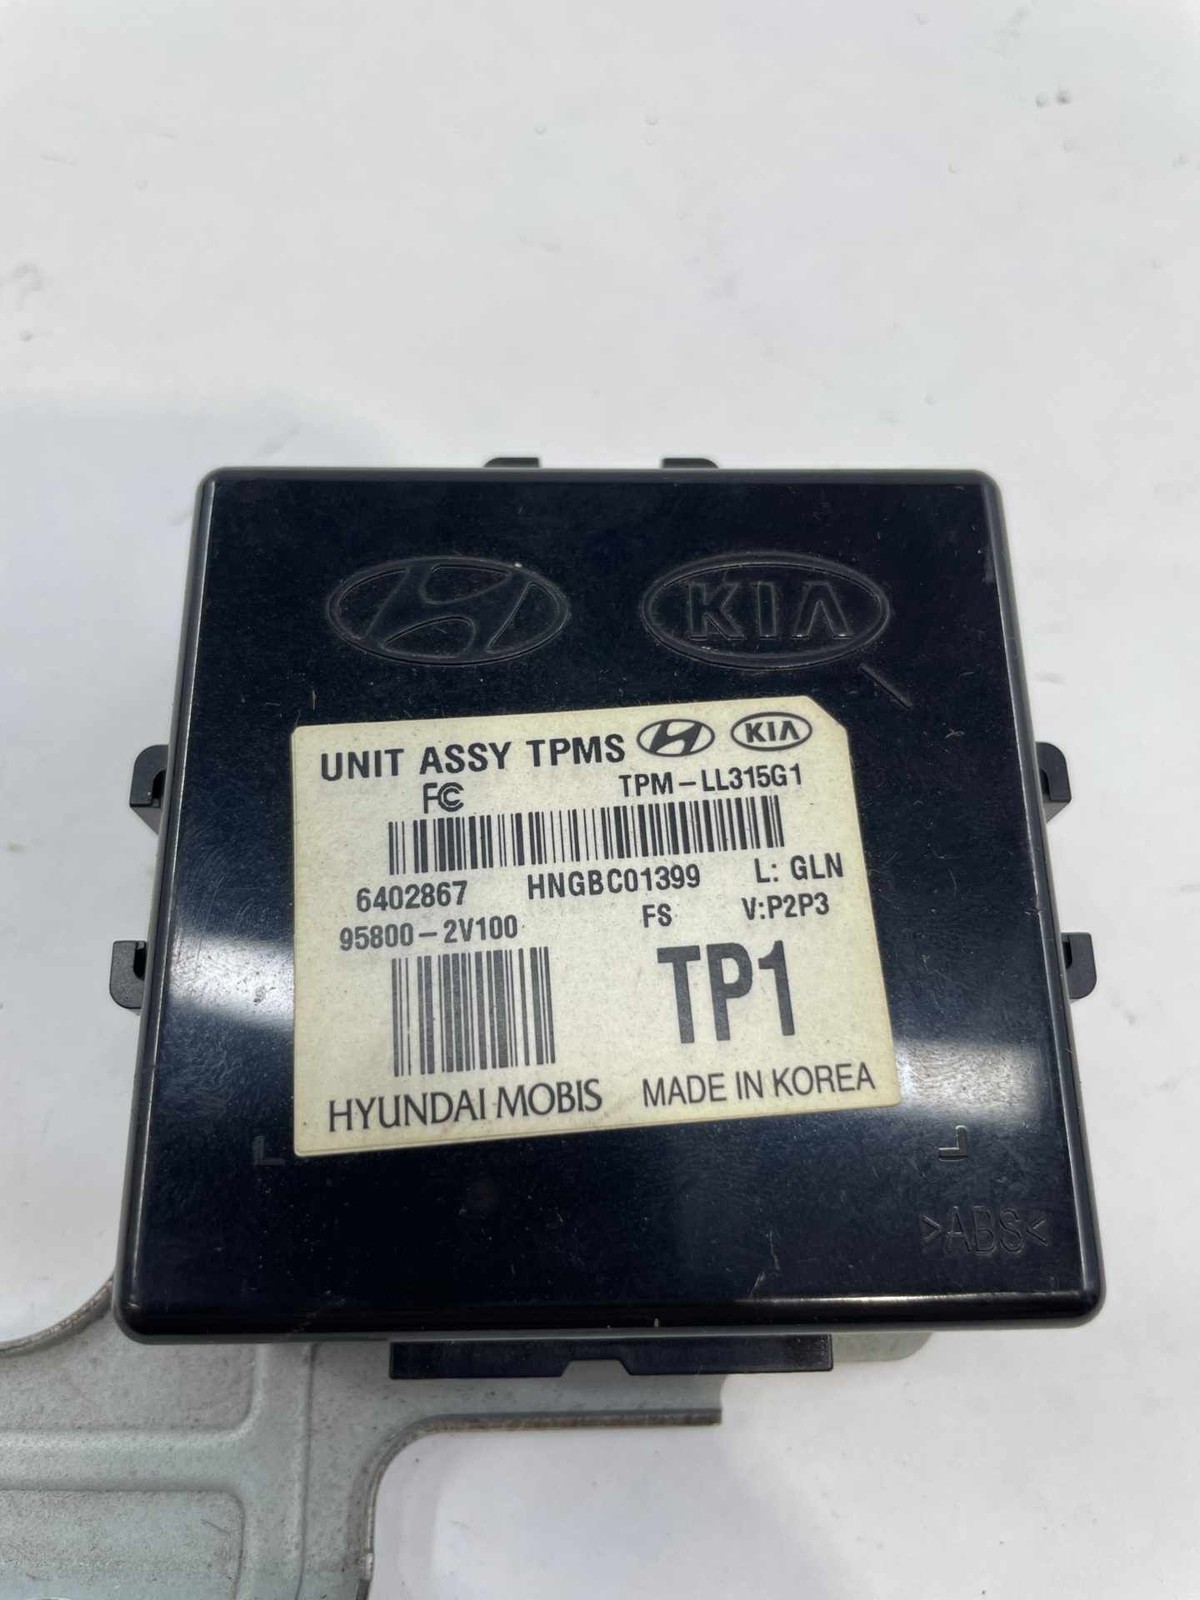 KIA
UNIT ASSY TPMS KIA
FC TPM-LL315G1
6402867 HNGBC01399 L: GLN
95800-2V100 FS V:P2P3
TP1
HYUNDAI MOBIS MADE IN KOREA
L L
>ABS<